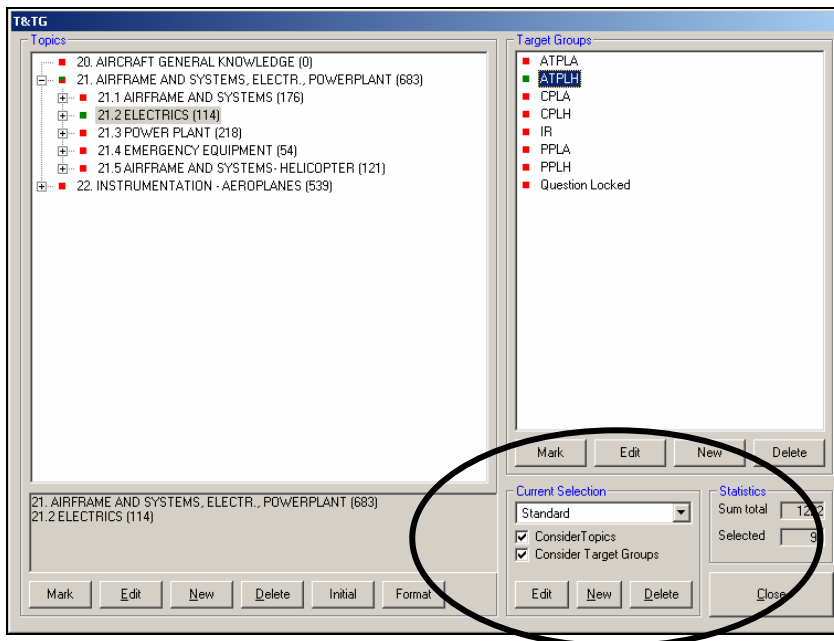 T&TG
Topics
20. AIRCRAFT GENERAL KNOWLEDGE (0)
21. AIRFRAME AND SYSTEMS, ELECTR., POWERPLANT (683)
21.1 AIRFRAME AND SYSTEMS (176)
21.2 ELECTRICS (114)
21.3 POWER PLANT (218)
21.4 EMERGENCY EQUIPMENT (54)
21.5 AIRFRAME AND SYSTEMS- HELICOPTER (121)
22. INSTRUMENTATION - AEROPLANES (539)
21. AIRFRAME AND SYSTEMS, ELECTR., POWERPLANT (683)
21.2 ELECTRICS (114)
Mark Edit New Delete Initial Format
Target Groups
ATPLA
ATPLH
CPLA
CPLH
IR
PPLA
PPLH
Question Locked
Mark Edit New Delete
Current Selection
Standard
ConsiderTopics
Consider Target Groups
Edit New Delete
Statistics
Sum total
Selected
Close